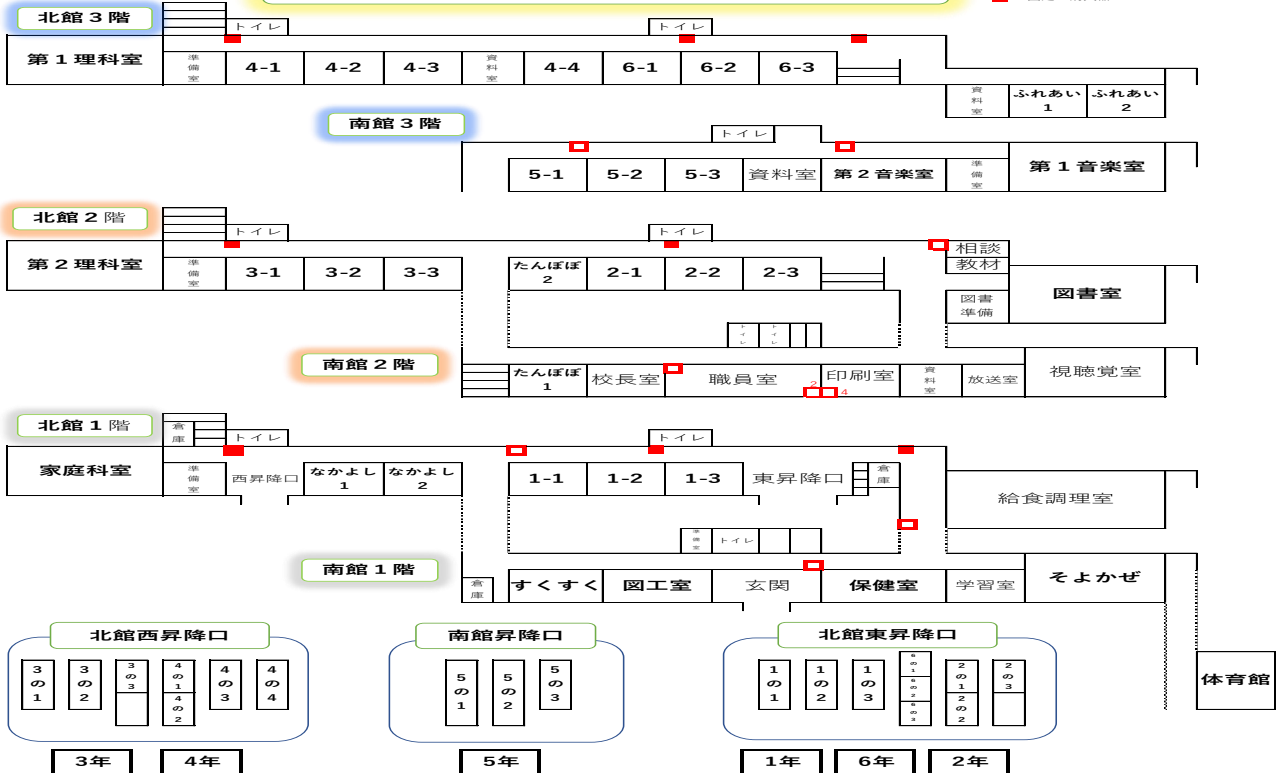 北館３階
トイレ
トイレ
第１理科室
準備室
4-1
4-2
4-3
資料室
4-4
6-1
6-2
6-3
資料室
ふれあい1
ふれあい2
南館３階
トイレ
5-1
5-2
5-3
資料室
第２音楽室
準備室
第１音楽室
北館２階
トイレ
トイレ
第２理科室
準備室
3-1
3-2
3-3
たんぽぽ2
2-1
2-2
2-3
相談
教材
図書準備
図書室
トイレ
トイレ
南館２階
たんぽぽ1
校長室
職員室
2
4
印刷室
資料室
放送室
視聴覚室
北館１階
倉庫
トイレ
トイレ
家庭科室
準備室
西昇降口
なかよし1
なかよし2
1-1
1-2
1-3
東昇降口
倉庫
給食調理室
準備室
トイレ
南館１階
倉庫
すくすく
図工室
玄関
保健室
学習室
そよかぜ
体育館
北館西昇降口
3の1
3の2
3の3
4の1
4の2
4の3
4の4
3年
4年
南館昇降口
5の1
5の2
5の3
5年
北館東昇降口
1の1
1の2
1の3
6の1
6の2
6の3
2の1
2の2
2の3
1年
6年
2年